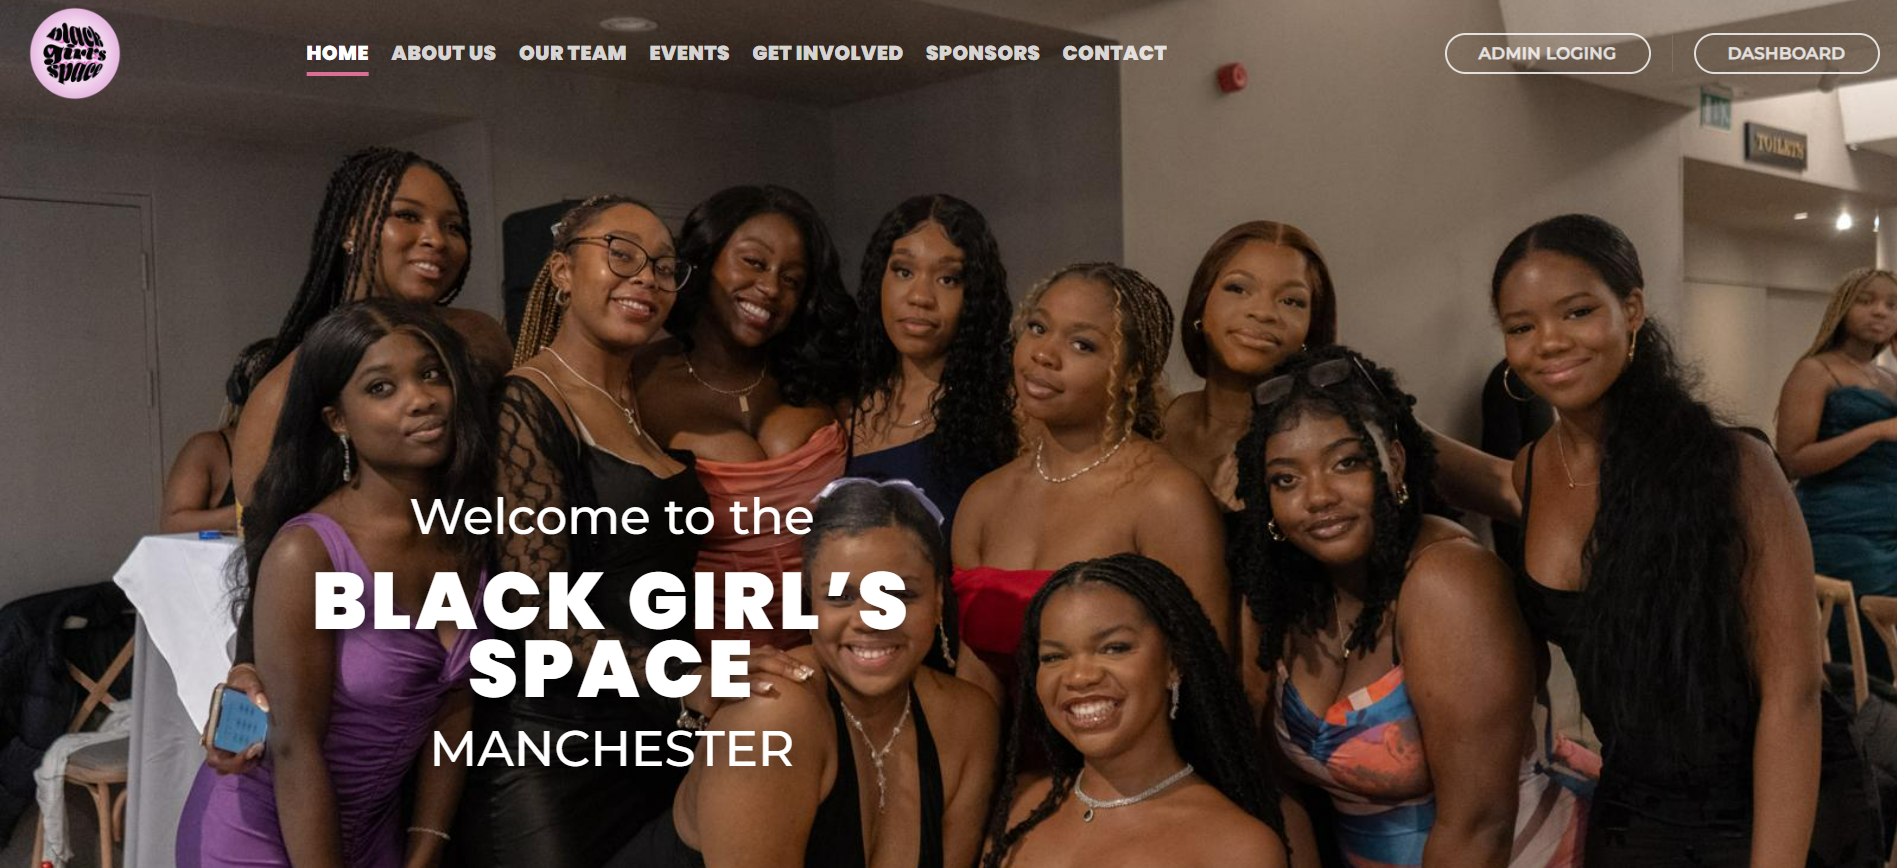 black
girl's
space
HOME ABOUT US OUR TEAM EVENTS GET INVOLVED SPONSORS CONTACT
ADMIN LOGING DASHBOARD
TOILETS
Welcome to the
BLACK GIRL’S
SPACE
MANCHESTER